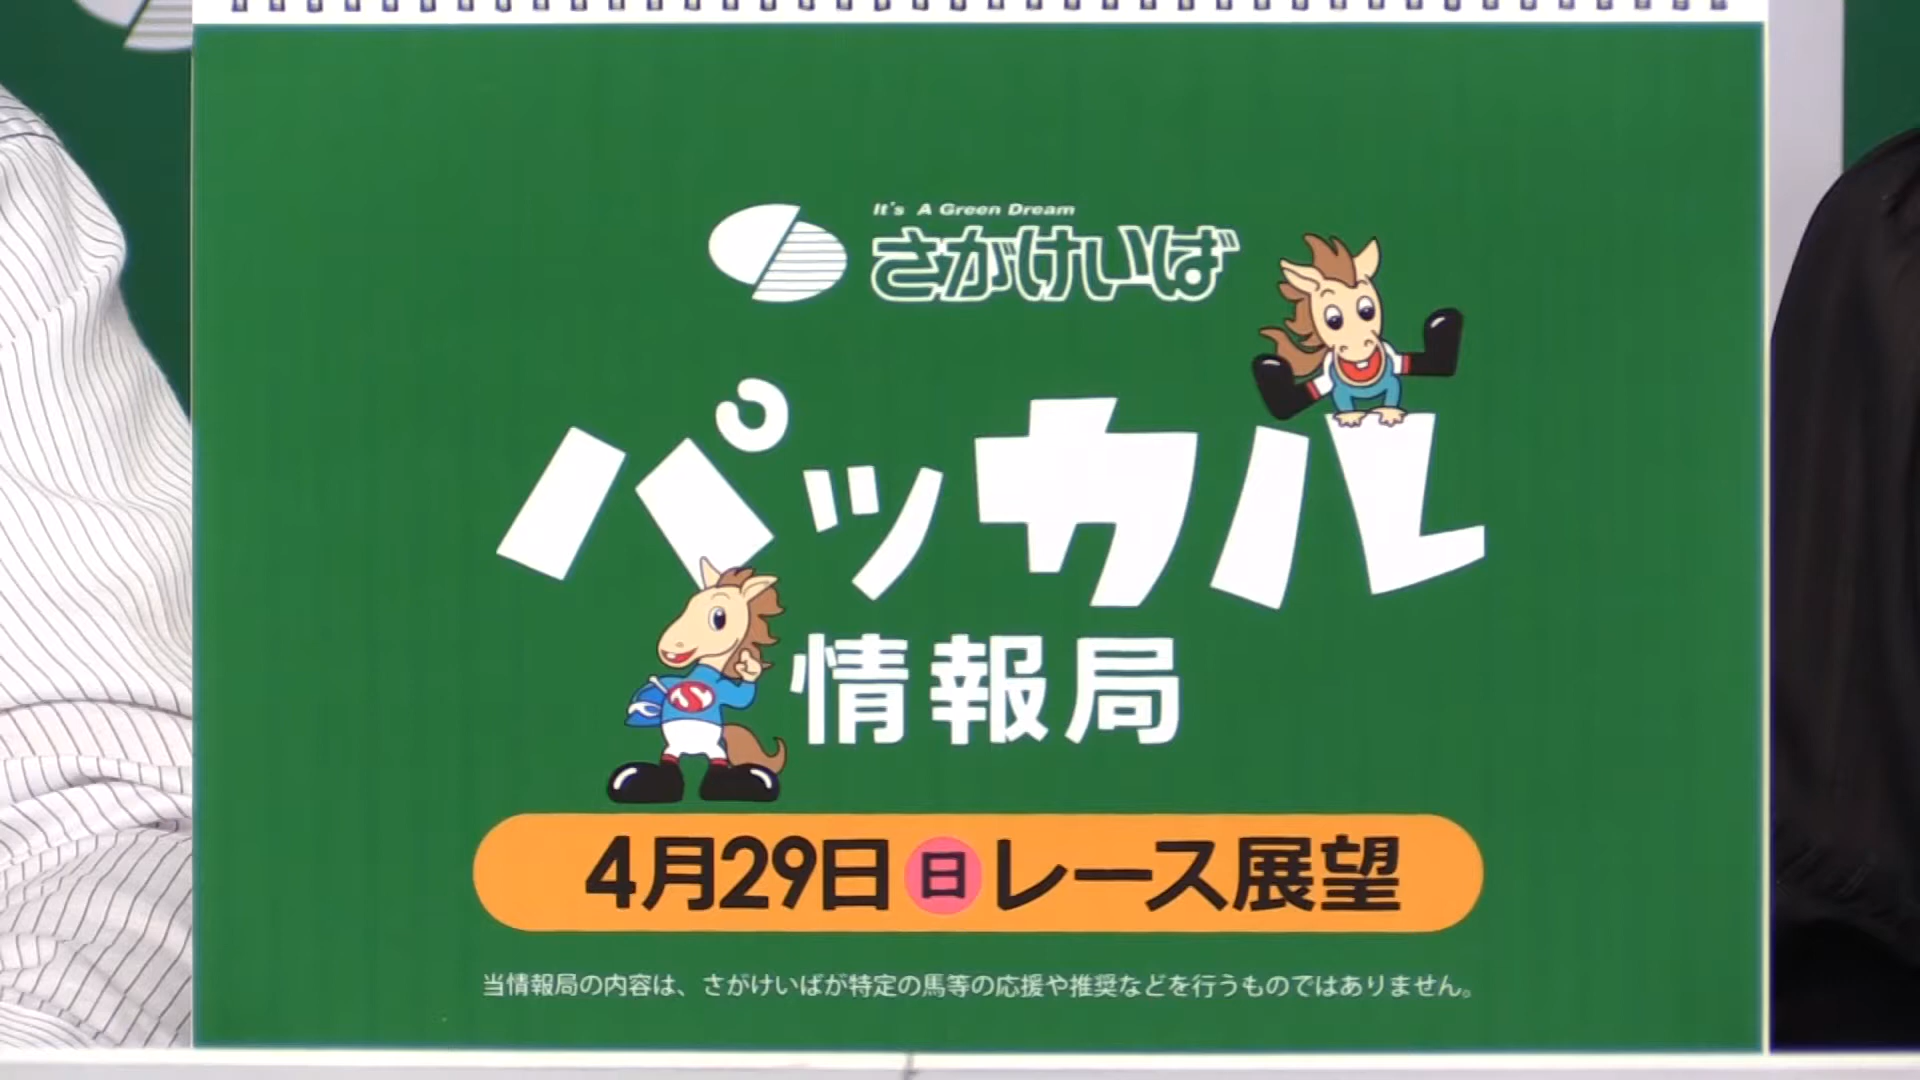 It's A Green Dream
さがけいば
パッカル
情報局
4月29日 日 レース展望
当情報局の内容は、さがけいばが特定の馬等の応援や推奨などを行うものではありません。